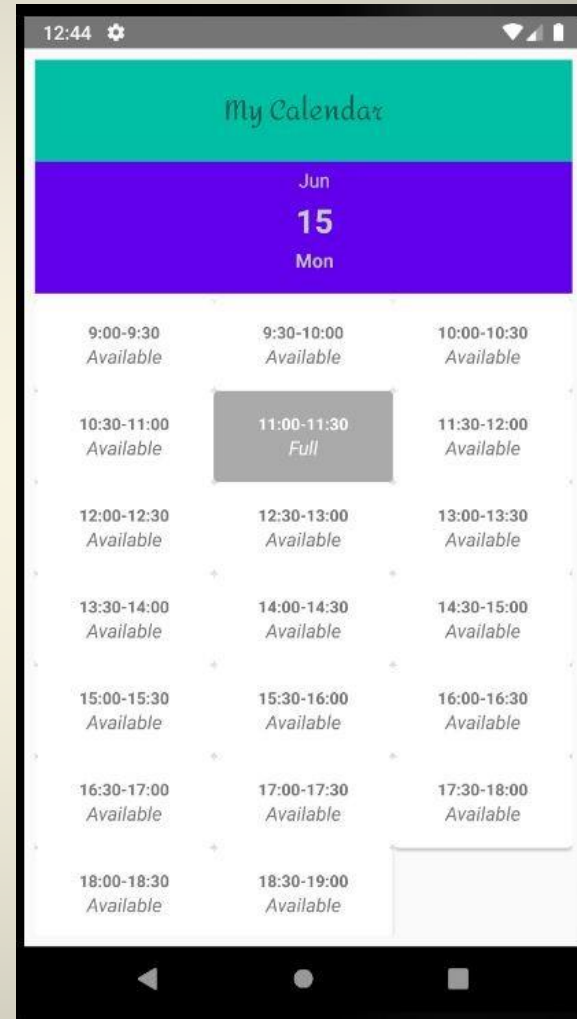 12:44
My Calendar
Jun
15
Mon
9:00-9:30 9:30-10:00 10:00-10:30
Available Available Available
10:30-11:00 11:00-11:30 11:30-12:00
Available Full Available
12:00-12:30 12:30-13:00 13:00-13:30
Available Available Available
13:30-14:00 14:00-14:30 14:30-15:00
Available Available Available
15:00-15:30 15:30-16:00 16:00-16:30
Available Available Available
16:30-17:00 17:00-17:30 17:30-18:00
Available Available Available
18:00-18:30 18:30-19:00
Available Available